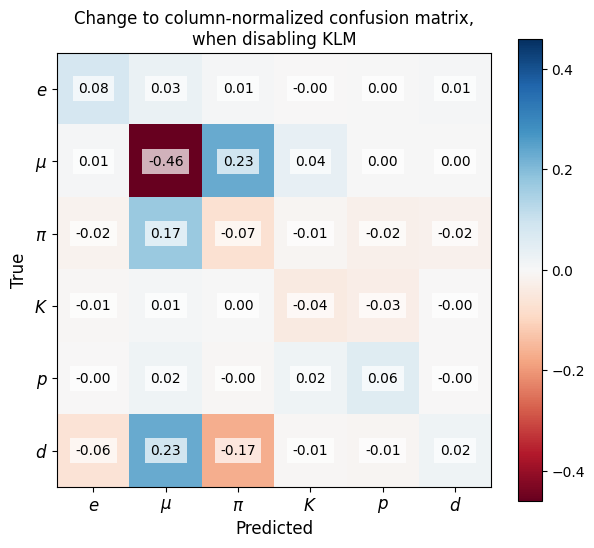 Change to column-normalized confusion matrix,
when disabling KLM
e 0.08 0.03 0.01 -0.00 0.00 0.01
μ 0.01 -0.46 0.23 0.04 0.00 0.00
π -0.02 0.17 -0.07 -0.01 -0.02 -0.02
K -0.01 0.01 0.00 -0.04 -0.03 -0.00
p -0.00 0.02 -0.00 0.02 0.06 -0.00
d -0.06 0.23 -0.17 -0.01 -0.01 0.02
e μ π K p d
True
Predicted
0.4
0.2
0.0
−0.2
−0.4